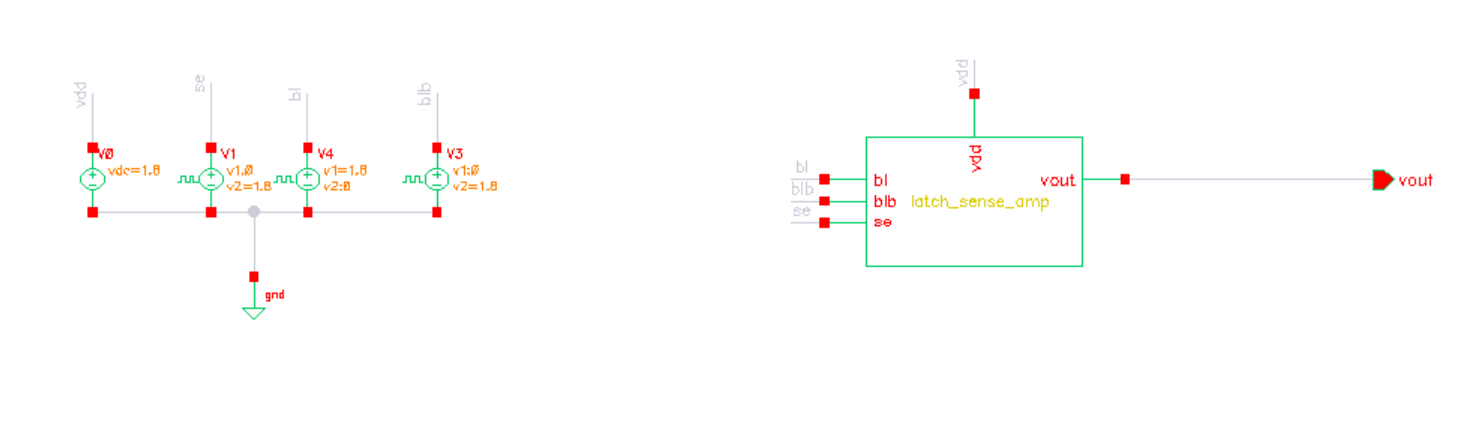 vdd
se
bl
blb
V0
vdc=1.8
V1
v1:0
v2=1.8
V4
v1=1.8
v2:0
V3
v1:0
v2=1.8
gnd
vdd
vdd
bl
blb
se
bl
blb
se
latch_sense_amp
vout
vout